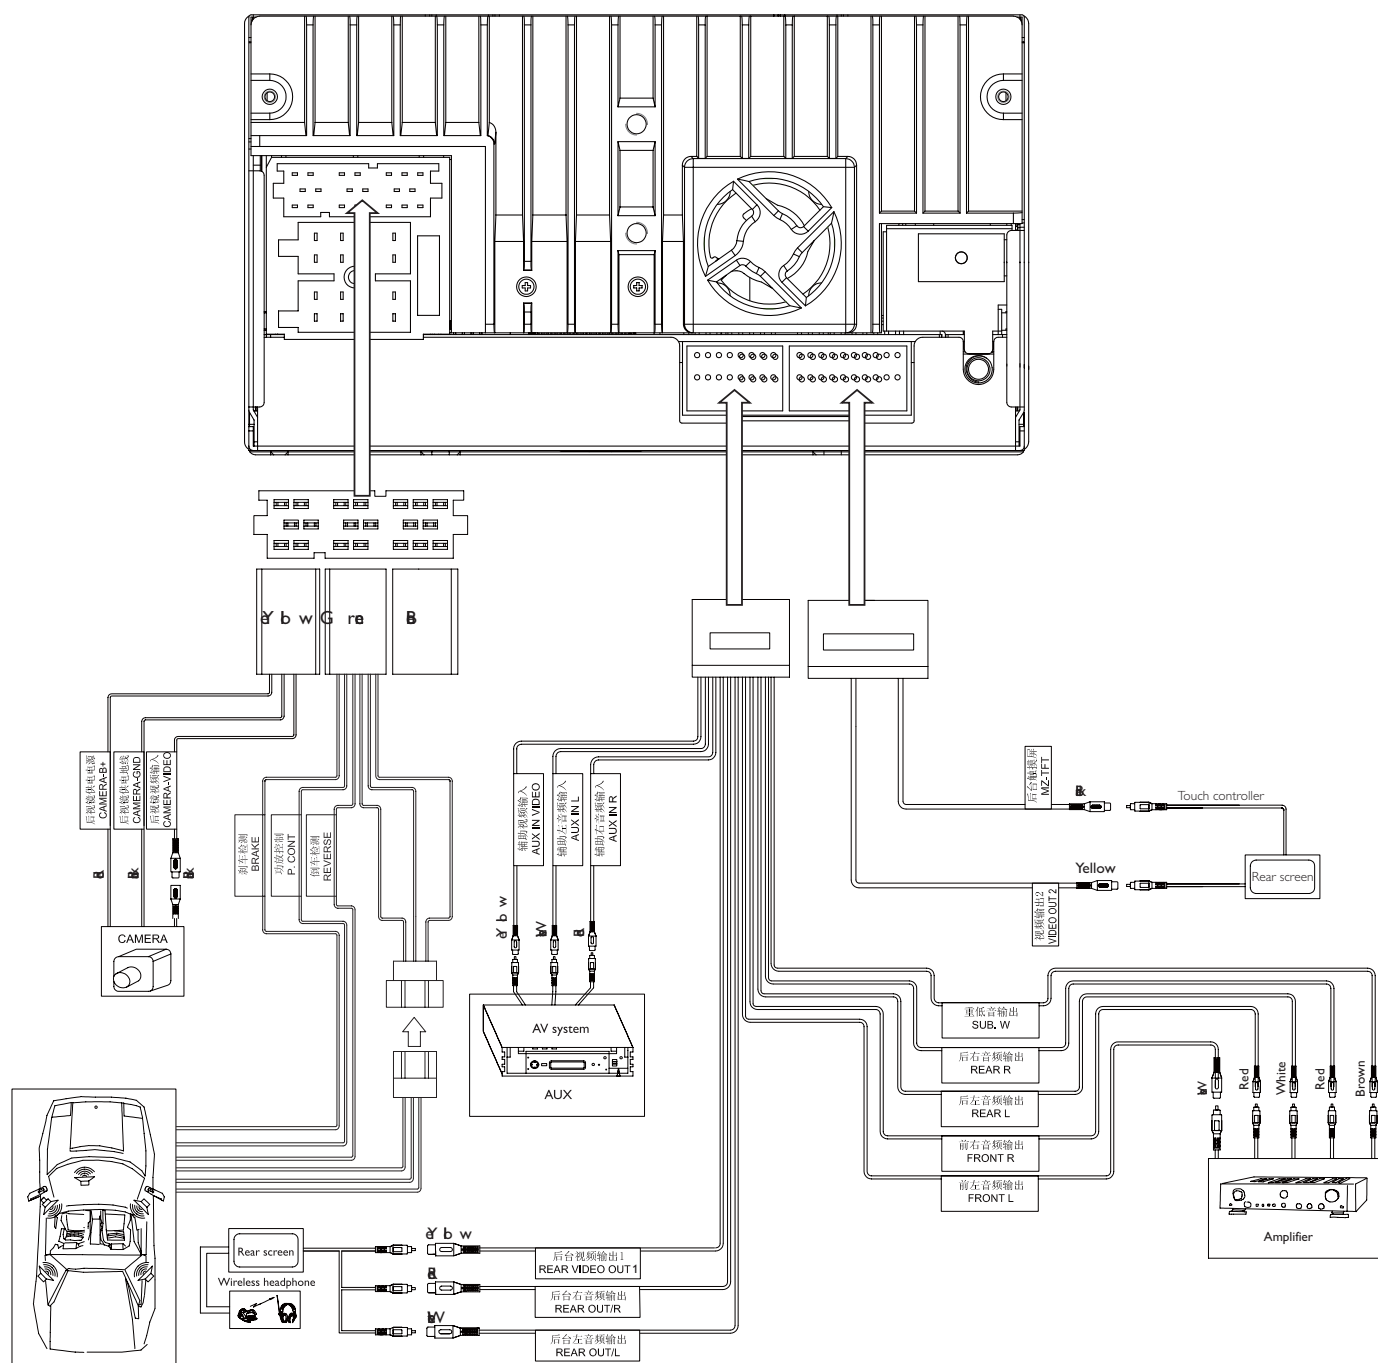 后视镜供电电源
CAMERA-B+
后视镜供电地线
CAMERA-GND
后视镜视频输入
CAMERA-VIDEO
刹车检测
BRAKE
功放控制
P. CONT
倒车检测
REVERSE
CAMERA
辅助视频输入
AUX IN VIDEO
辅助左音频输入
AUX IN L
辅助右音频输入
AUX IN R
AV system
AUX
后台触摸屏
MZ-TFT
Touch controller
Yellow
Rear screen
视频输出2
VIDEO OUT 2
重低音输出
SUB. W
后右音频输出
REAR R
后左音频输出
REAR L
前右音频输出
FRONT R
前左音频输出
FRONT L
Red
White
Red
Brown
Amplifier
Rear screen
Wireless headphone
后台视频输出1
REAR VIDEO OUT 1
后台右音频输出
REAR OUT/R
后台左音频输出
REAR OUT/L